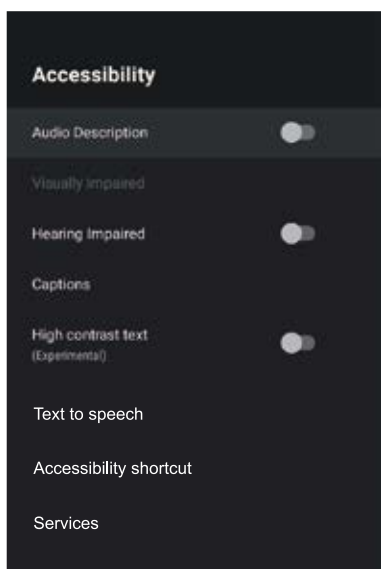 Accessibility
Audio Description
Visually impaired
Hearing Impaired
Captions
High contrast text
(Experimental)
Text to speech
Accessibility shortcut
Services